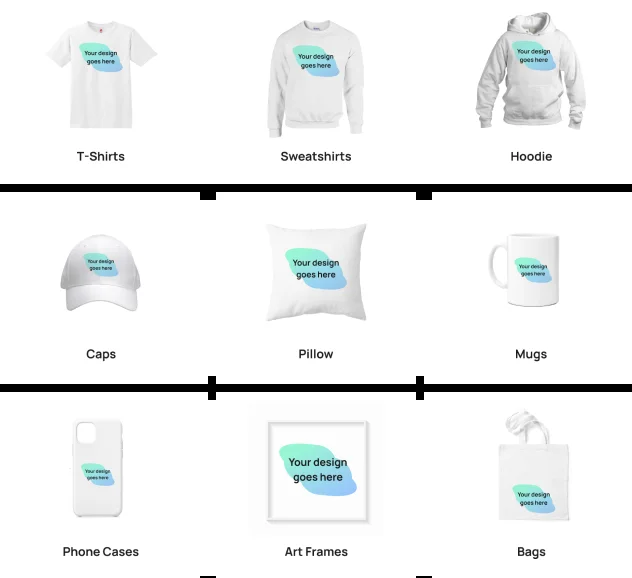 Your design
goes here
T-Shirts
Your design
goes here
Sweatshirts
Your design
goes here
Hoodie
Your design
goes here
Caps
Your design
goes here
Pillow
Your design
goes here
Mugs
Your design
goes here
Phone Cases
Your design
goes here
Art Frames
Your design
goes here
Bags